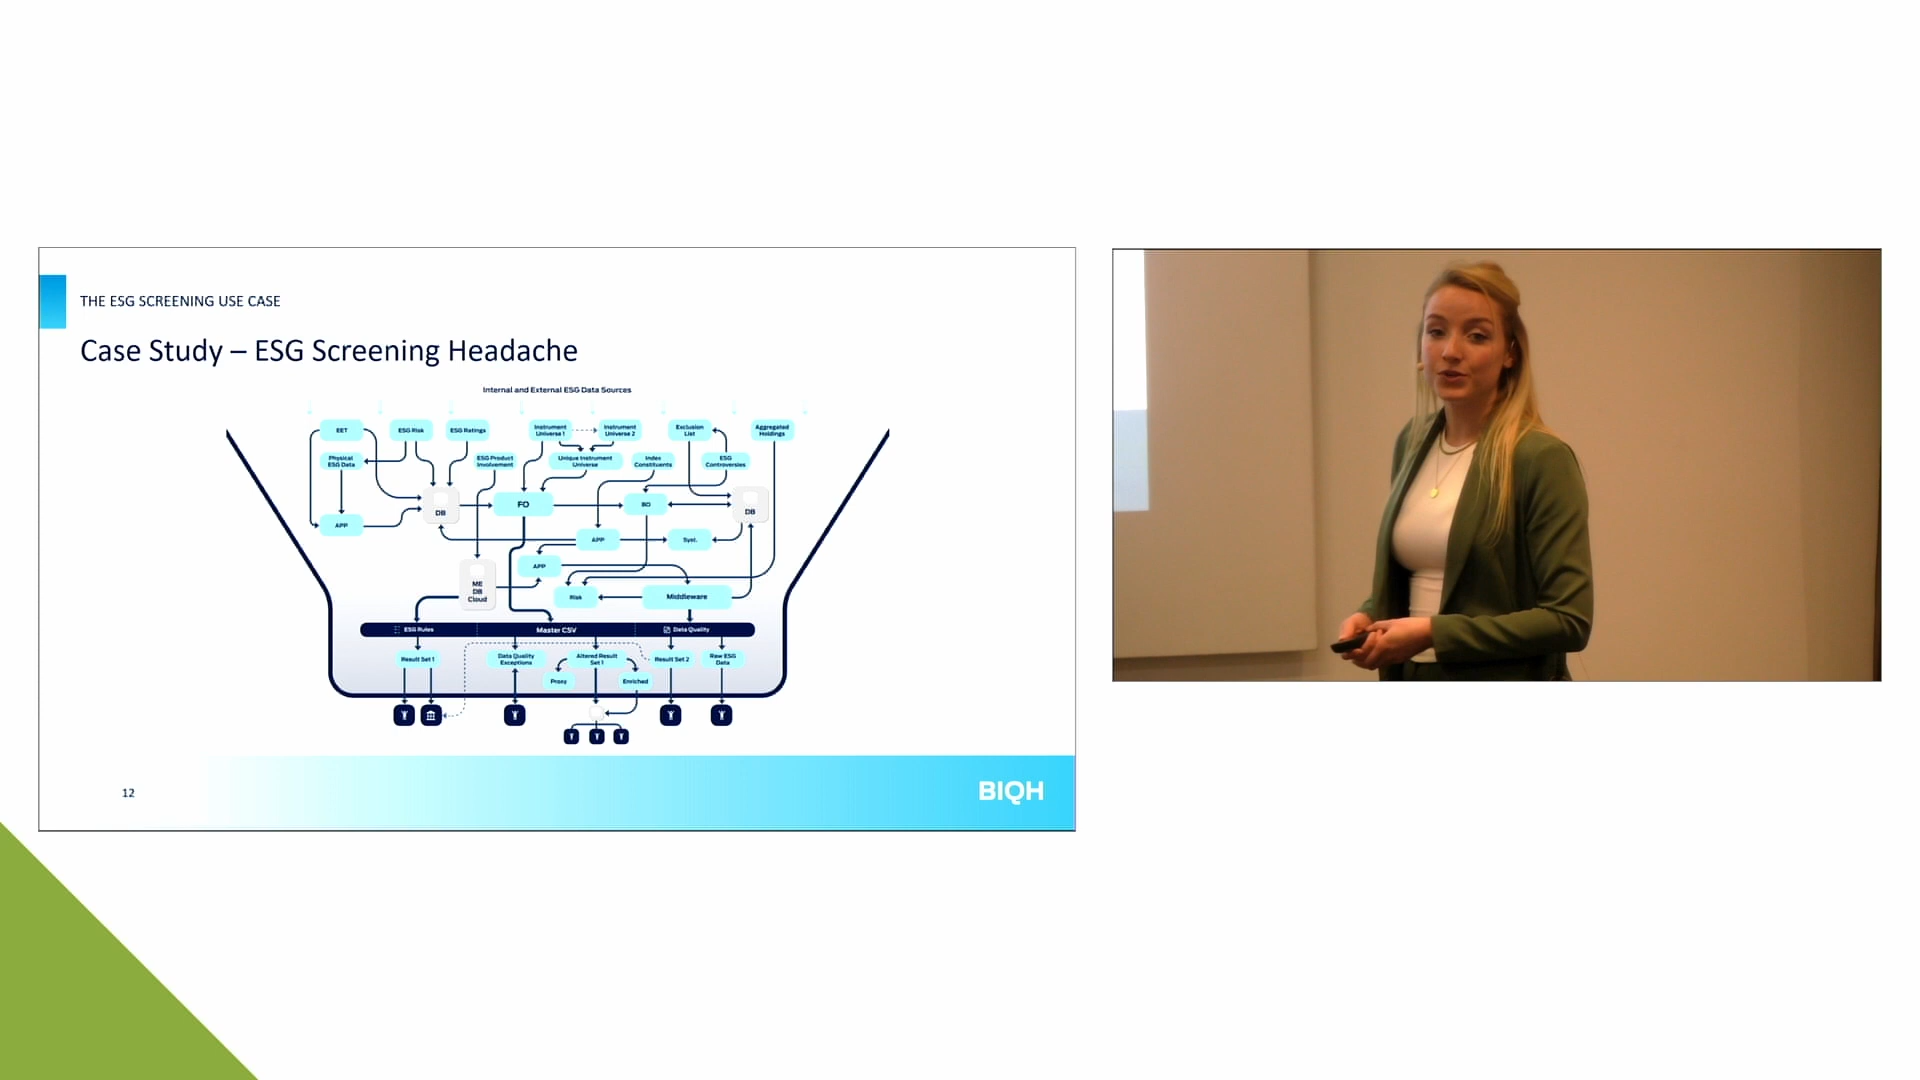 THE ESG SCREENING USE CASE
Case Study – ESG Screening Headache
Internal and External ESG Data Sources
EET
ESG Risk
ESG Ratings
Instrument
Universe 1
Instrument
Universe 2
Exclusion
List
Aggregated
Holdings
Physical
ESG Data
ESG Product
Involvement
Unique Instrument
Universe
Index
Constituents
ESG
Controversies
DB
FO
BO
DB
APP
APP
Syst.
APP
ME
DB
Cloud
Risk
Middleware
ESG Rules
Master CSV
Data Quality
Result Set 1
Data Quality
Exceptions
Altered Result
Set 1
Result Set 2
Raw ESG
Data
Proxy
Enriched
12
BIQH